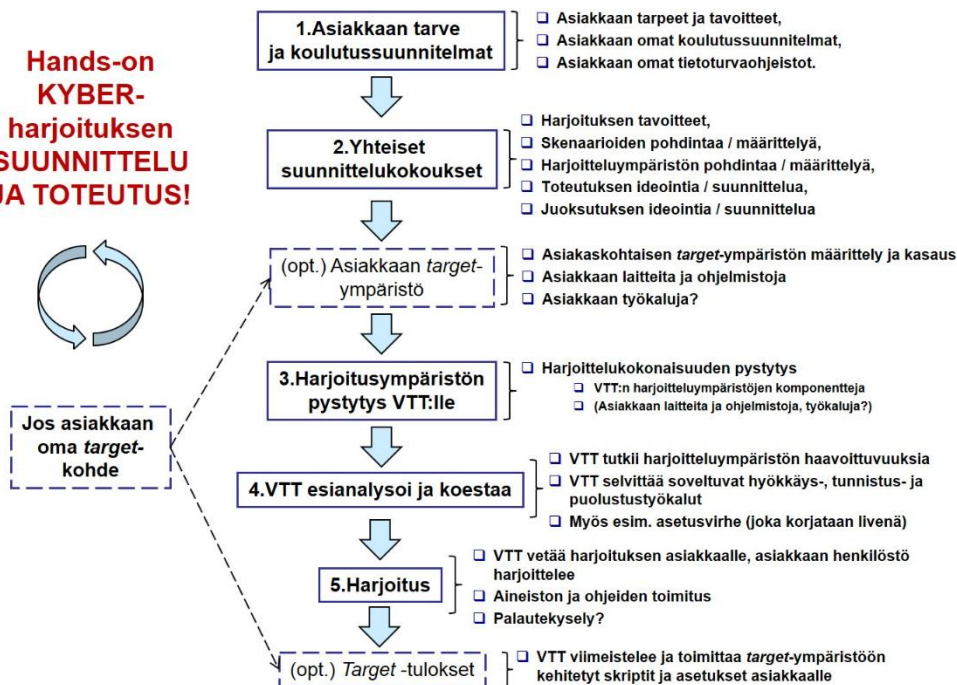 Hands-on
KYBER-
harjoituksen
SUUNNITTELU
JA TOTEUTUS!
1.Asiakkaan tarve
ja koulutussuunnitelmat
Asiakkaan tarpeet ja tavoitteet,
Asiakkaan omat koulutussuunnitelmat,
Asiakkaan omat tietoturvaohjeistot.
2.Yhteiset
suunnittelukokoukset
Harjoituksen tavoitteet,
Skenaarioiden pohdintaa / määrittelyä,
Harjoitteluympäristön pohdintaa / määrittelyä,
Toteutuksen ideointia / suunnittelua,
Juoksutuksen ideointia / suunnittelua
(opt.) Asiakkaan target-
ympäristö
Asiakaskohtaisen target-ympäristön määrittely ja kasaus
Asiakkaan laitteita ja ohjelmistoja
Asiakkaan työkaluja?
3.Harjoitusympäristön
pystytys VTT:lle
Harjoittelukokonaisuuden pystytys
VTT:n harjoitteluympäristöjen komponentteja
(Asiakkaan laitteita ja ohjelmistoja, työkaluja?)
Jos asiakkaan
oma target-
kohde
4.VTT esianalysoi ja koestaa
VTT tutkii harjoitteluympäristön haavoittuvuuksia
VTT selvittää soveltuvat hyökkäys-, tunnistus- ja
puolustustyökalut
Myös esim. asetusvirhe (joka korjataan livenä)
5.Harjoitus
VTT vetää harjoituksen asiakkaalle, asiakkaan henkilöstö
harjoittelee
Aineiston ja ohjeiden toimitus
Palautekysely?
(opt.) Target -tulokset
VTT viimeistelee ja toimittaa target-ympäristöön
kehitetyt skriptit ja asetukset asiakkaalle